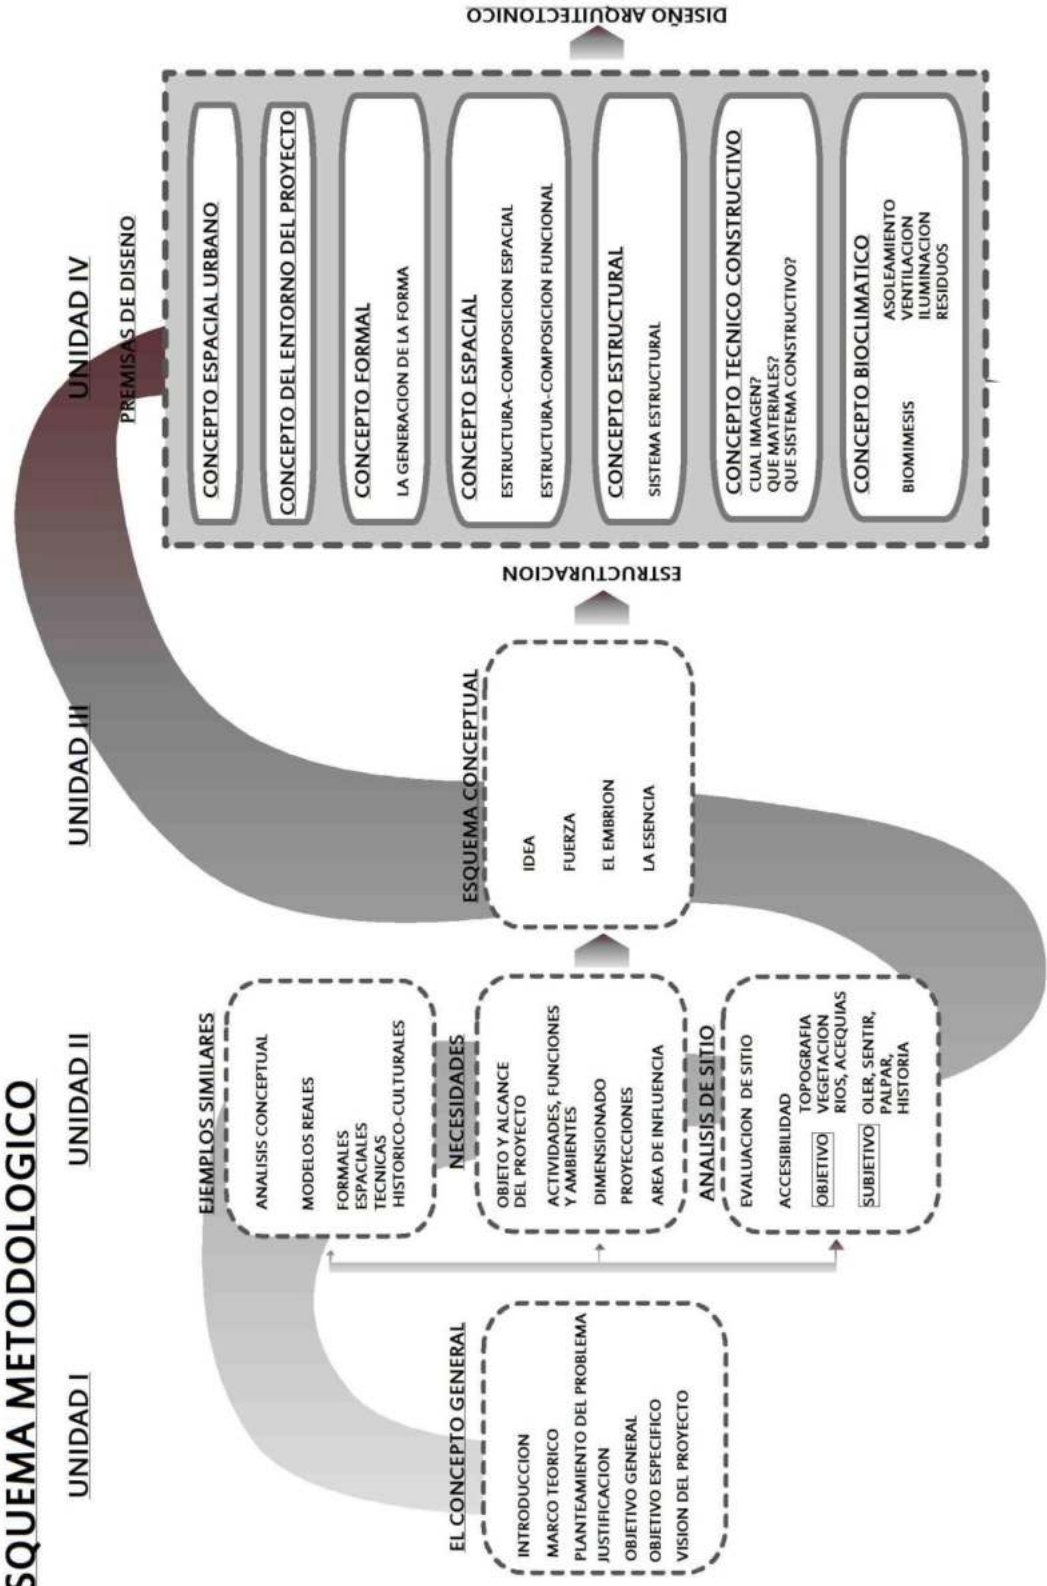 SQUEMA METODOLOGICO
UNIDAD I
EL CONCEPTO GENERAL
INTRODUCCION
MARCO TEORICO
PLANTEAMIENTO DEL PROBLEMA
JUSTIFICACION
OBJETIVO GENERAL
OBJETIVO ESPECIFICO
VISION DEL PROYECTO
UNIDAD II
EJEMPLOS SIMILARES
ANALISIS CONCEPTUAL
MODELOS REALES
FORMALES
ESPACIALES
TECNICAS
HISTORICO-CULTURALES
NECESIDADES
OBJETO Y ALCANCE
DEL PROYECTO
ACTIVIDADES, FUNCIONES
Y AMBIENTES
DIMENSIONADO
PROYECCIONES
AREA DE INFLUENCIA
ANALISIS DE SITIO
EVALUACION DE SITIO
ACCESIBILIDAD
OBJETIVO
TOPOGRAFIA
VEGETACION
RIOS, ACEQUIAS
SUBJETIVO
OLER, SENTIR,
PALPAR,
HISTORIA
UNIDAD III
ESQUEMA CONCEPTUAL
IDEA
FUERZA
EL EMBRION
LA ESENCIA
ESTRUCTURACION
UNIDAD IV
PREMISAS DE DISENO
CONCEPTO ESPACIAL URBANO
CONCEPTO DEL ENTORNO DEL PROYECTO
CONCEPTO FORMAL
LA GENERACION DE LA FORMA
CONCEPTO ESPACIAL
ESTRUCTURA-COMPOSICION ESPACIAL
ESTRUCTURA-COMPOSICION FUNCIONAL
CONCEPTO ESTRUCTURAL
SISTEMA ESTRUCTURAL
CONCEPTO TECNICO CONSTRUCTIVO
CUAL IMAGEN?
QUE MATERIALES?
QUE SISTEMA CONSTRUCTIVO?
CONCEPTO BIOCLIMATICO
BIOMIMESIS
ASOLEAMIENTO
VENTILACION
ILUMINACION
RESIDUOS
DISEÑO ARQUITECTONICO